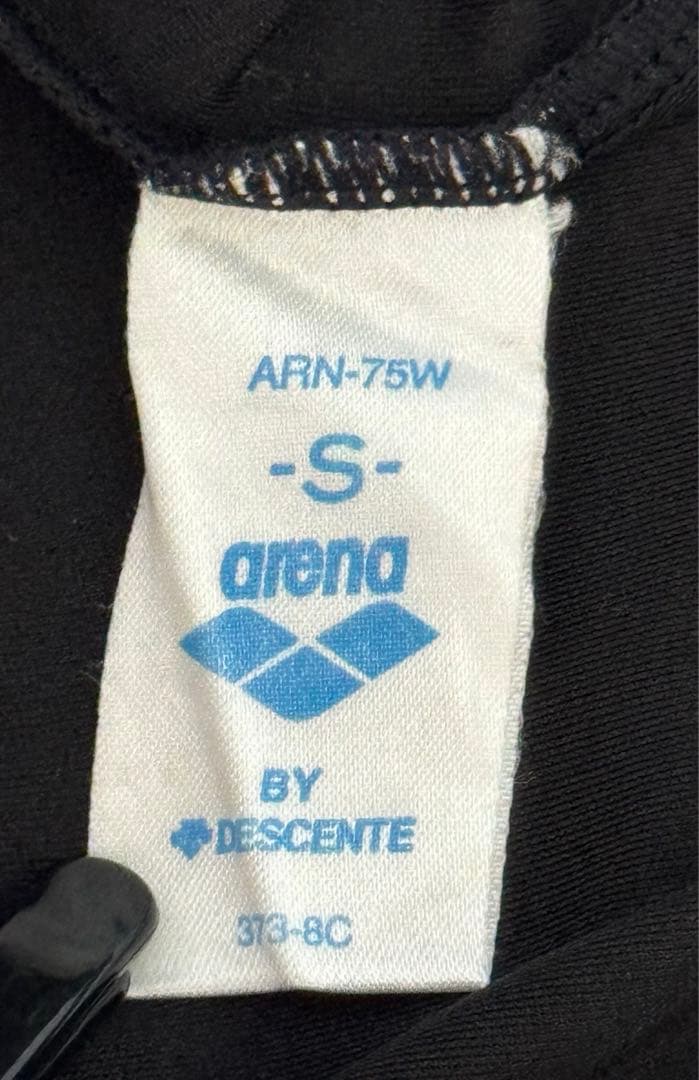 ARN-75W
-S-
arena
BY
DESCENTE
373-8C